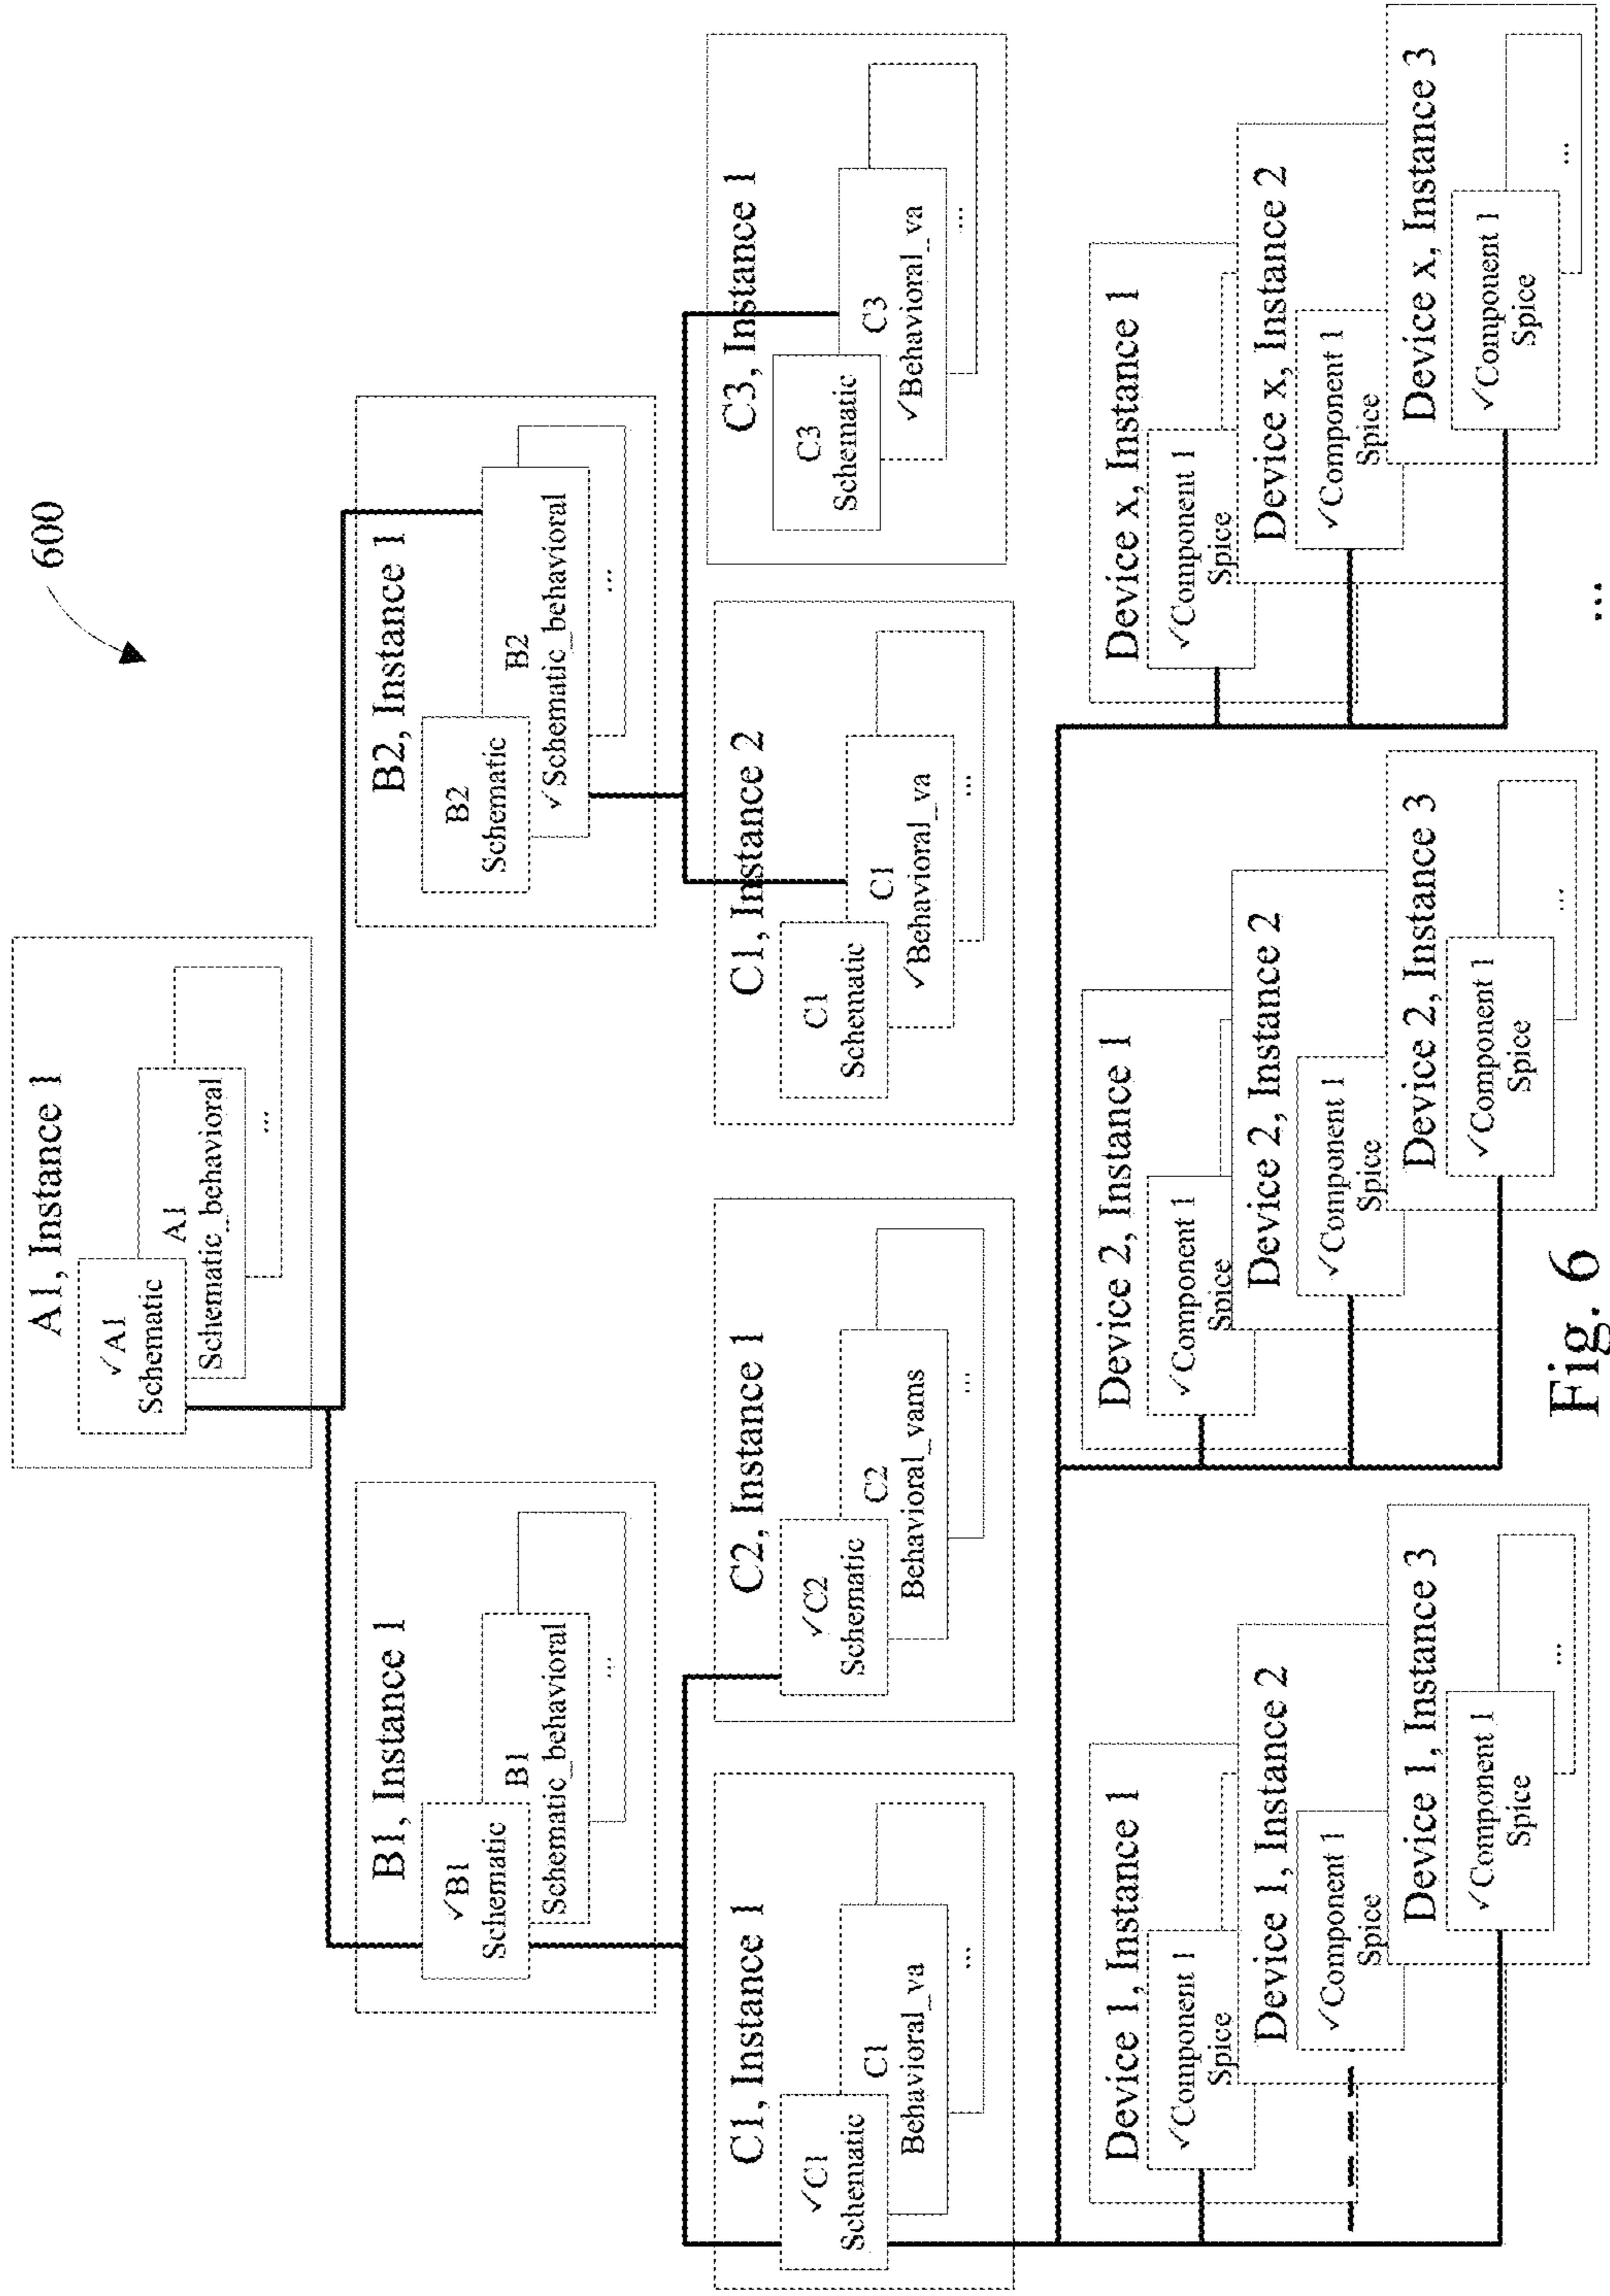 600
A1, Instance 1
✓A1
Schematic
A1
Schematic_behavioral
...
B1, Instance 1
✓B1
Schematic
B1
Schematic_behavioral
...
B2, Instance 1
B2
Schematic
B2
✓Schematic_behavioral
...
C1, Instance 1
✓C1
Schematic
C1
Behavioral_va
...
C2, Instance 1
✓C2
Schematic
C2
Behavioral_vams
...
C1, Instance 2
C1
Schematic
C1
✓Behavioral_va
...
C3, Instance 1
C3
Schematic
C3
✓Behavioral_va
...
Device 1, Instance 1
✓Component 1
Spice
Device 1, Instance 2
✓Component 1
Spice
Device 1, Instance 3
✓Component 1
Spice
...
Device 2, Instance 1
✓Component 1
Spice
Device 2, Instance 2
✓Component 1
Spice
Device 2, Instance 3
✓Component 1
Spice
...
Device x, Instance 1
✓Component 1
Spice
Device x, Instance 2
✓Component 1
Spice
Device x, Instance 3
✓Component 1
Spice
...
...
Fig. 6